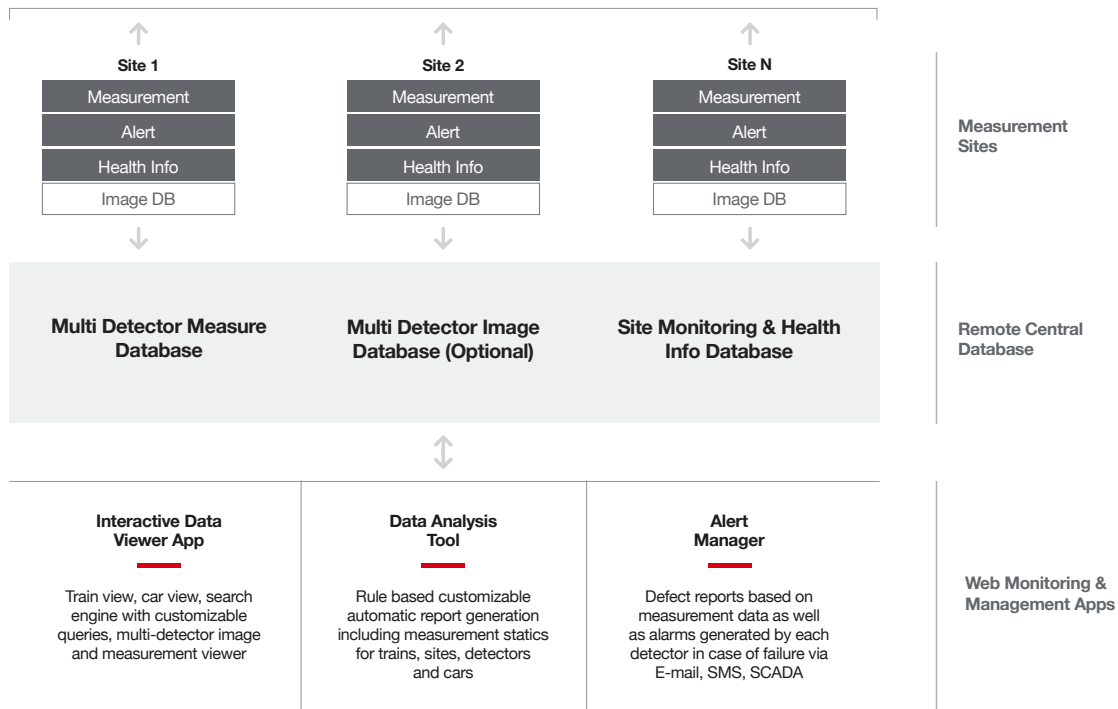 Site 1
Measurement
Alert
Health Info
Image DB
Site 2
Measurement
Alert
Health Info
Image DB
Site N
Measurement
Alert
Health Info
Image DB
Measurement
Sites
Multi Detector Measure
Database
Multi Detector Image
Database (Optional)
Site Monitoring & Health
Info Database
Remote Central
Database
Interactive Data
Viewer App
Train view, car view, search
engine with customizable
queries, multi-detector image
and measurement viewer
Data Analysis
Tool
Rule based customizable
automatic report generation
including measurement statics
for trains, sites, detectors
and cars
Alert
Manager
Defect reports based on
measurement data as well
as alarms generated by each
detector in case of failure via
E-mail, SMS, SCADA
Web Monitoring &
Management Apps